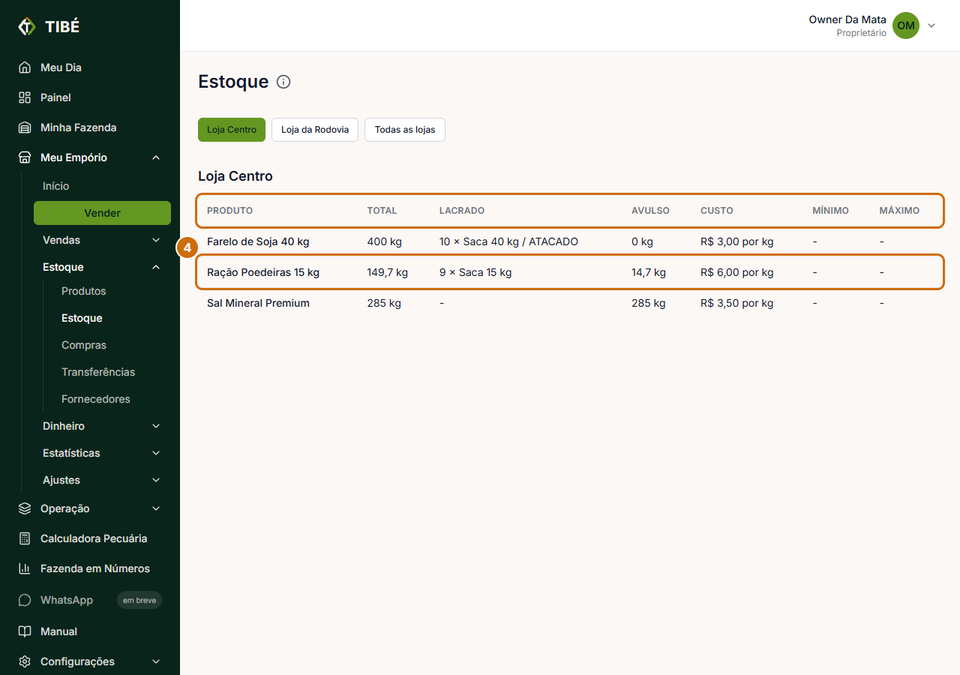 TIBÉ
Owner Da Mata
Proprietário
OM
Meu Dia
Painel
Minha Fazenda
Meu Empório
Início
Vender
Vendas
Estoque
Produtos
Estoque
Compras
Transferências
Fornecedores
Dinheiro
Estatísticas
Ajustes
Operação
Calculadora Pecuária
Fazenda em Números
WhatsApp em breve
Manual
Configurações
Estoque
Loja Centro Loja da Rodovia Todas as lojas
Loja Centro
PRODUTO TOTAL LACRADO AVULSO CUSTO MÍNIMO MÁXIMO
Farelo de Soja 40 kg 400 kg 10 × Saca 40 kg / ATACADO 0 kg R$ 3,00 por kg - -
4
Ração Poedeiras 15 kg 149,7 kg 9 × Saca 15 kg 14,7 kg R$ 6,00 por kg - -
Sal Mineral Premium 285 kg - 285 kg R$ 3,50 por kg - -